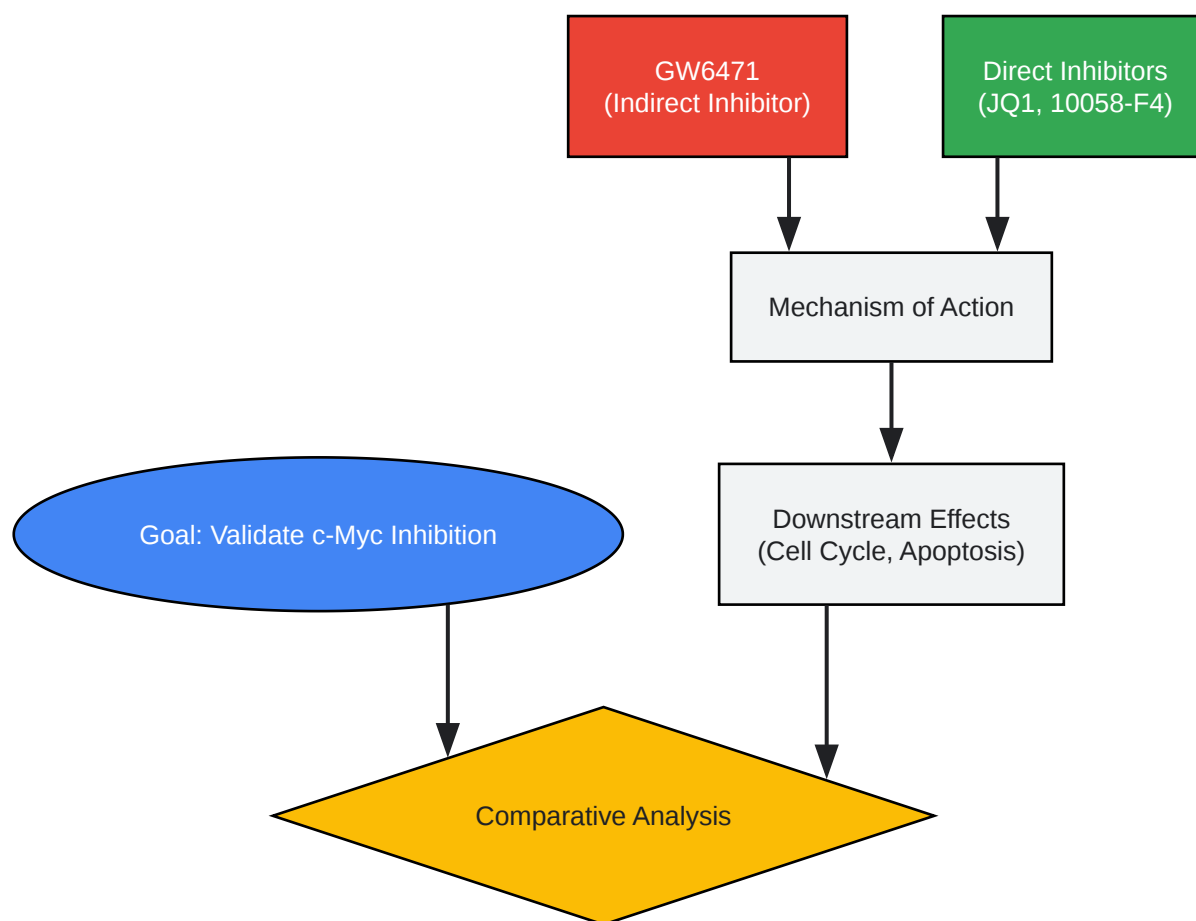 GW6471
(Indirect Inhibitor)
Direct Inhibitors
(JQ1, 10058-F4)
Mechanism of Action
Goal: Validate c-Myc Inhibition
Downstream Effects
(Cell Cycle, Apoptosis)
Comparative Analysis